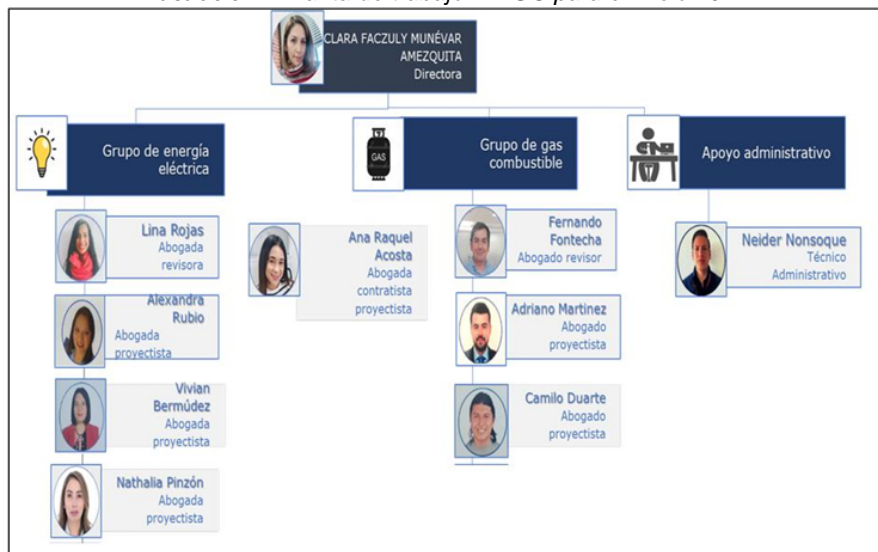 CLARA FACZULY MUNÉVAR
AMEZQUITA
Directora
Grupo de energía
eléctrica
Grupo de gas
combustible
Apoyo administrativo
GAS
Lina Rojas
Abogada
revisora
Alexandra
Rubio
Abogada
proyectista
Vivian
Bermúdez
Abogada
proyectista
Nathalia Pinzón
Abogada
proyectista
Ana Raquel
Acosta
Abogada
contratista
proyectista
Fernando
Fontecha
Abogado revisor
Adriano Martinez
Abogado
proyectista
Camilo Duarte
Abogado
proyectista
Neider Nonsoque
Técnico
Administrativo